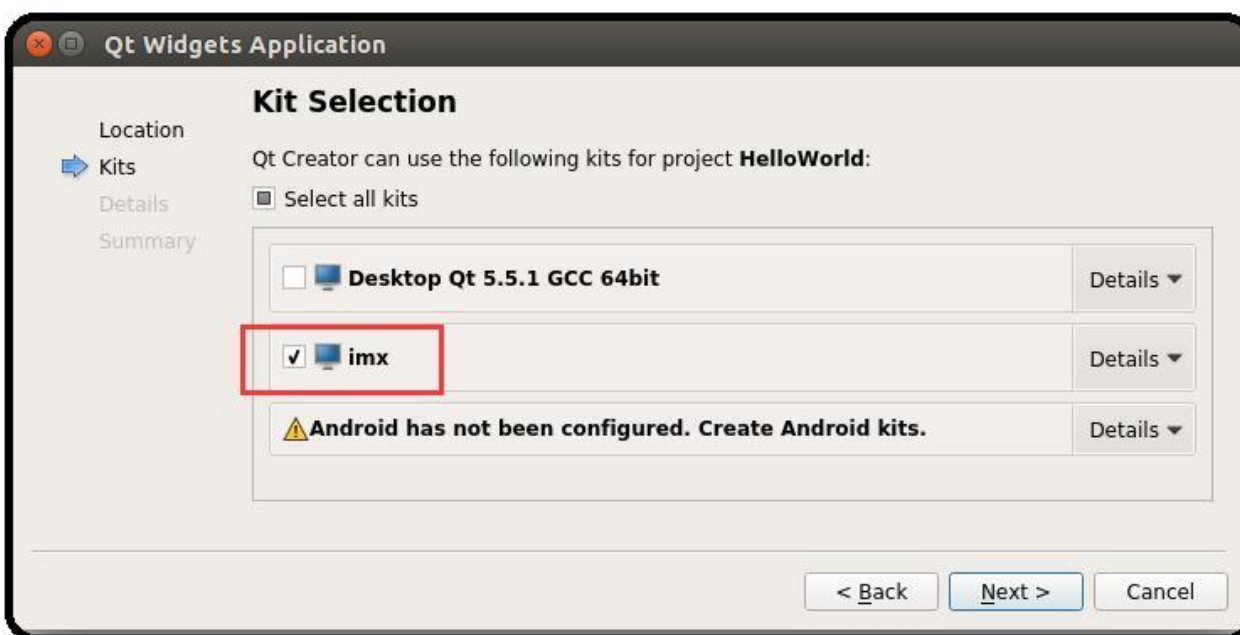 Qt Widgets Application
Kit Selection
Location
Kits
Details
Summary
Qt Creator can use the following kits for project HelloWorld:
Select all kits
Desktop Qt 5.5.1 GCC 64bit
Details
imx
Details
Android has not been configured. Create Android kits.
Details
< Back
Next >
Cancel